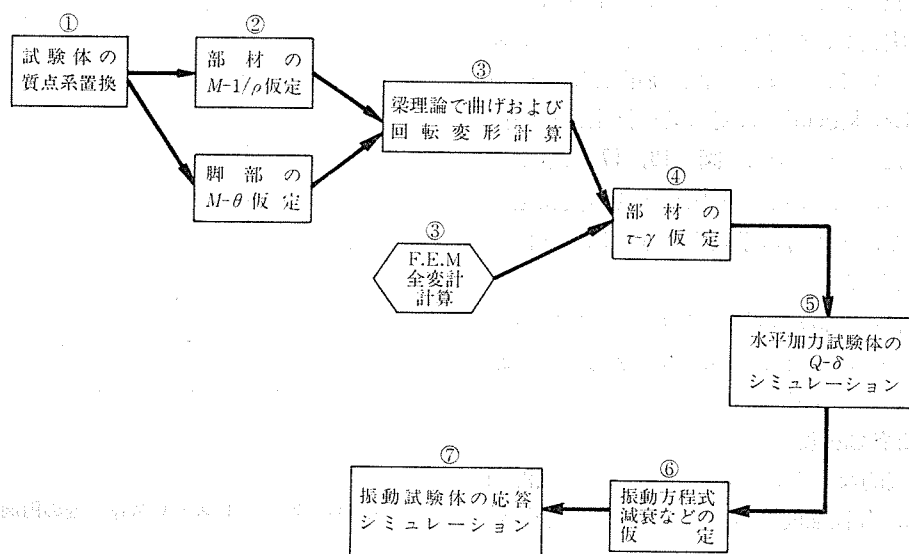 ①
試験体の
質点系置換
②
部材の
M-1/ρ仮定
脚部の
M-θ仮定
③
梁理論で曲げおよび
回転変形計算
③
F.E.M
全変計
計算
④
部材の
τ-γ仮定
⑤
水平加力試験体の
Q-δ
シミュレーション
⑥
振動方程式
減衰などの
仮定
⑦
振動試験体の応答
シミュレーション